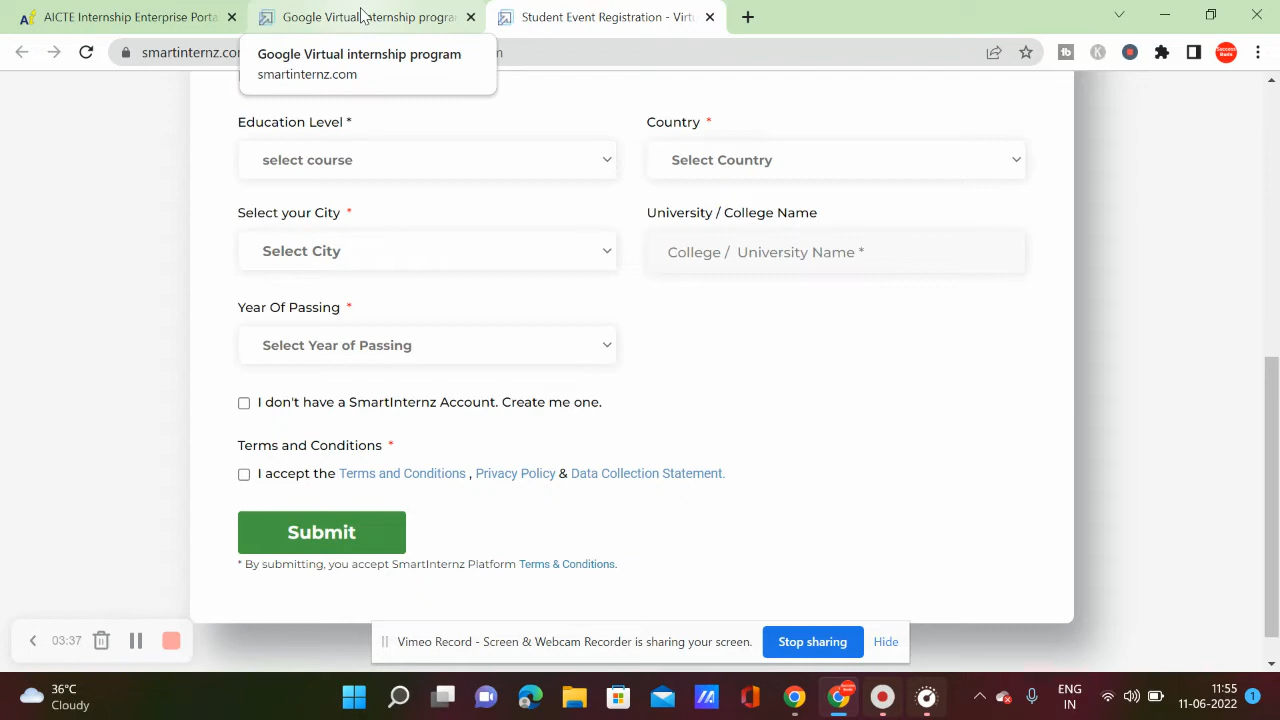 AICTE Internship Enterprise Porta
Google Virtual internship program
Student Event Registration - Virtu
smartinternz.co
Google Virtual internship program
smartinternz.com
Education Level *
Country *
select course
Select Country
Select your City *
University / College Name
Select City
College / University Name *
Year Of Passing *
Select Year of Passing
I don't have a SmartInternz Account. Create me one.
Terms and Conditions *
I accept the Terms and Conditions , Privacy Policy & Data Collection Statement.
Submit
* By submitting, you accept SmartInternz Platform Terms & Conditions.
03:37
Vimeo Record - Screen & Webcam Recorder is sharing your screen.
Stop sharing
Hide
36°C
Cloudy
ENG
IN
11:55
11-06-2022
1